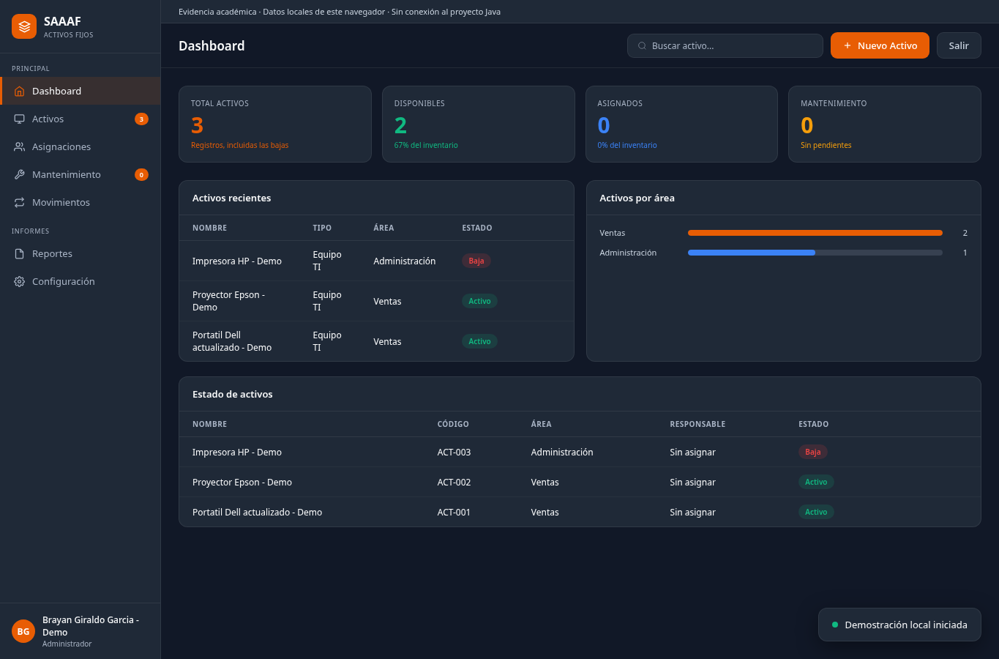 SAAAF
ACTIVOS FIJOS
PRINCIPAL
Dashboard
Activos 3
Asignaciones
Mantenimiento 0
Movimientos
INFORMES
Reportes
Configuración
BG
Brayan Giraldo Garcia -
Demo
Administrador
Evidencia académica · Datos locales de este navegador · Sin conexión al proyecto Java
Dashboard
Buscar activo...
+ Nuevo Activo
Salir
TOTAL ACTIVOS
3
Registros, incluidas las bajas
DISPONIBLES
2
67% del inventario
ASIGNADOS
0
0% del inventario
MANTENIMIENTO
0
Sin pendientes
Activos recientes
NOMBRE TIPO ÁREA ESTADO
Impresora HP - Demo Equipo TI Administración Baja
Proyector Epson - Demo Equipo TI Ventas Activo
Portatil Dell actualizado - Demo Equipo TI Ventas Activo
Activos por área
Ventas 2
Administración 1
Estado de activos
NOMBRE CÓDIGO ÁREA RESPONSABLE ESTADO
Impresora HP - Demo ACT-003 Administración Sin asignar Baja
Proyector Epson - Demo ACT-002 Ventas Sin asignar Activo
Portatil Dell actualizado - Demo ACT-001 Ventas Sin asignar Activo
Demostración local iniciada